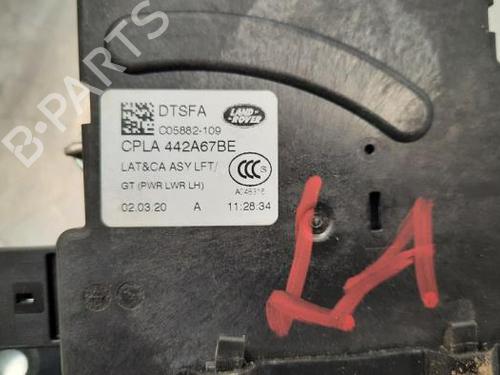 B-PARTS
DTSFA
LAND ROVER
C05882-109
CPLA 442A67BE
LAT&CA ASY LFT/
GT (PWR LWR LH)
CCC
02.03.20 A 11:28:34